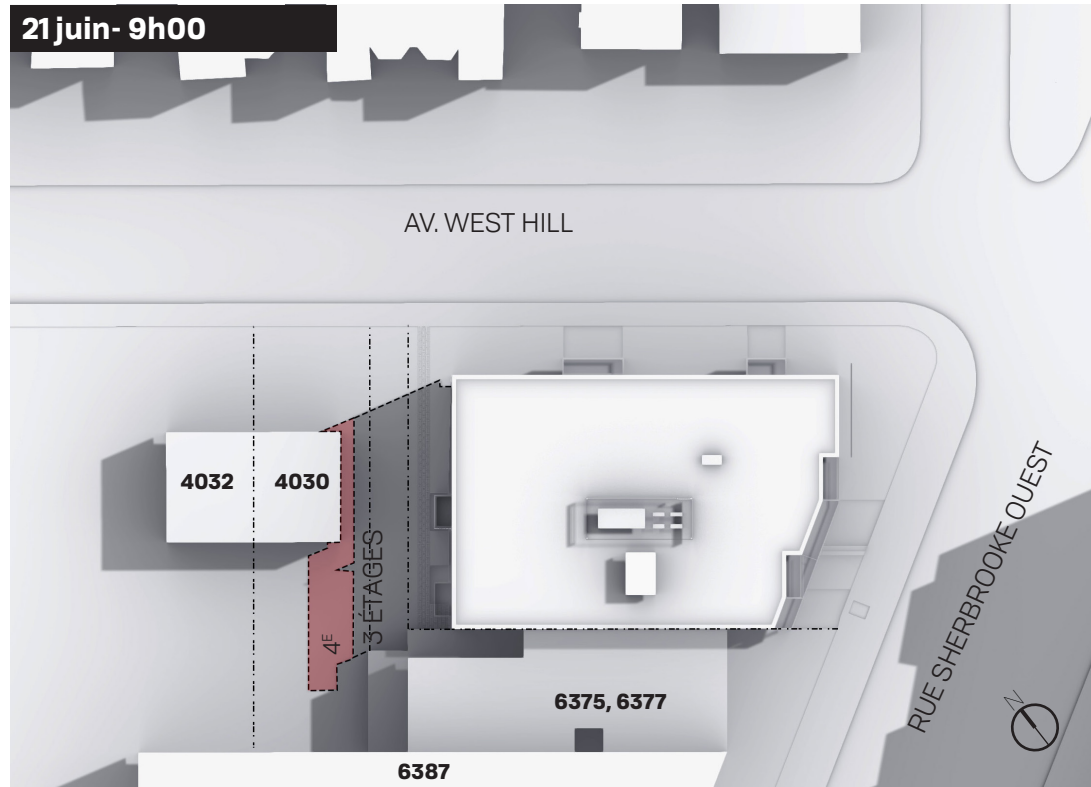 21 juin- 9h00
AV. WEST HILL
4032
4030
3 ÉTAGES
4E
RUE SHERBROOKE OUEST
N
6375, 6377
6387